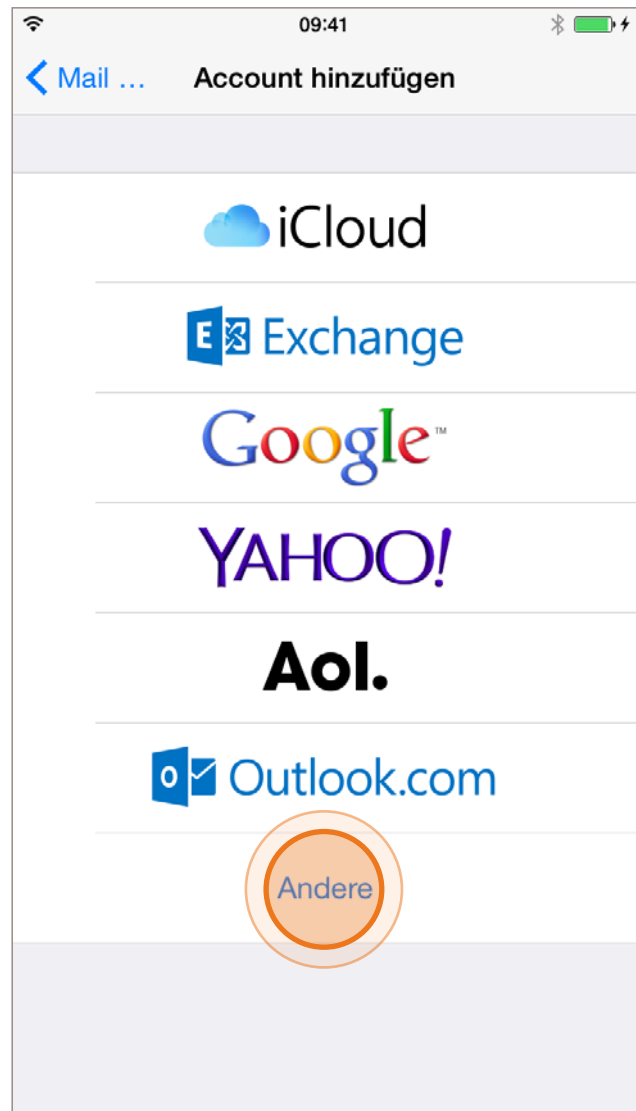 09:41
Mail ...
Account hinzufügen
iCloud
E Exchange
Google™
YAHOO!
Aol.
o Outlook.com
Andere